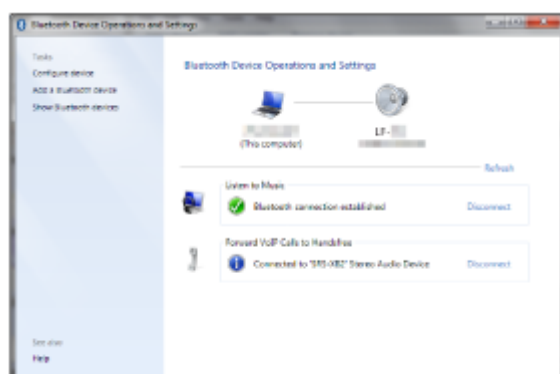 Bluetooth Device Operations and Settings
Tasks
Configure device
Add a Bluetooth device
Show Bluetooth devices
See also
Help
Bluetooth Device Operations and Settings
(This computer)
LF-
Refresh
Listen to Music
Bluetooth connection established
Disconnect
Forward VoIP Calls to Handsfree
Connected to "SRS-XB2" Stereo Audio Device
Disconnect